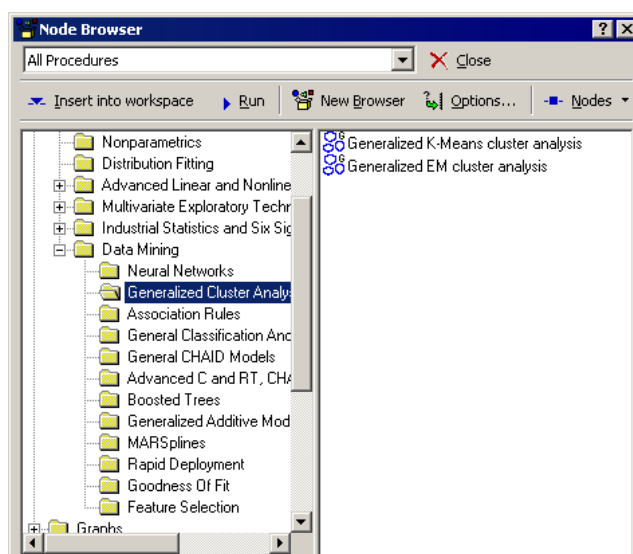 Node Browser
All Procedures
Close
Insert into workspace Run New Browser Options... Nodes
Nonparametrics
Distribution Fitting
Advanced Linear and Nonline
Multivariate Exploratory Techr
Industrial Statistics and Six Sig
Data Mining
Neural Networks
Generalized Cluster Analys
Association Rules
General Classification Anc
General CHAID Models
Advanced C and RT, CHA
Boosted Trees
Generalized Additive Mod
MARSplines
Rapid Deployment
Goodness Of Fit
Feature Selection
Graphs
Generalized K-Means cluster analysis
Generalized EM cluster analysis